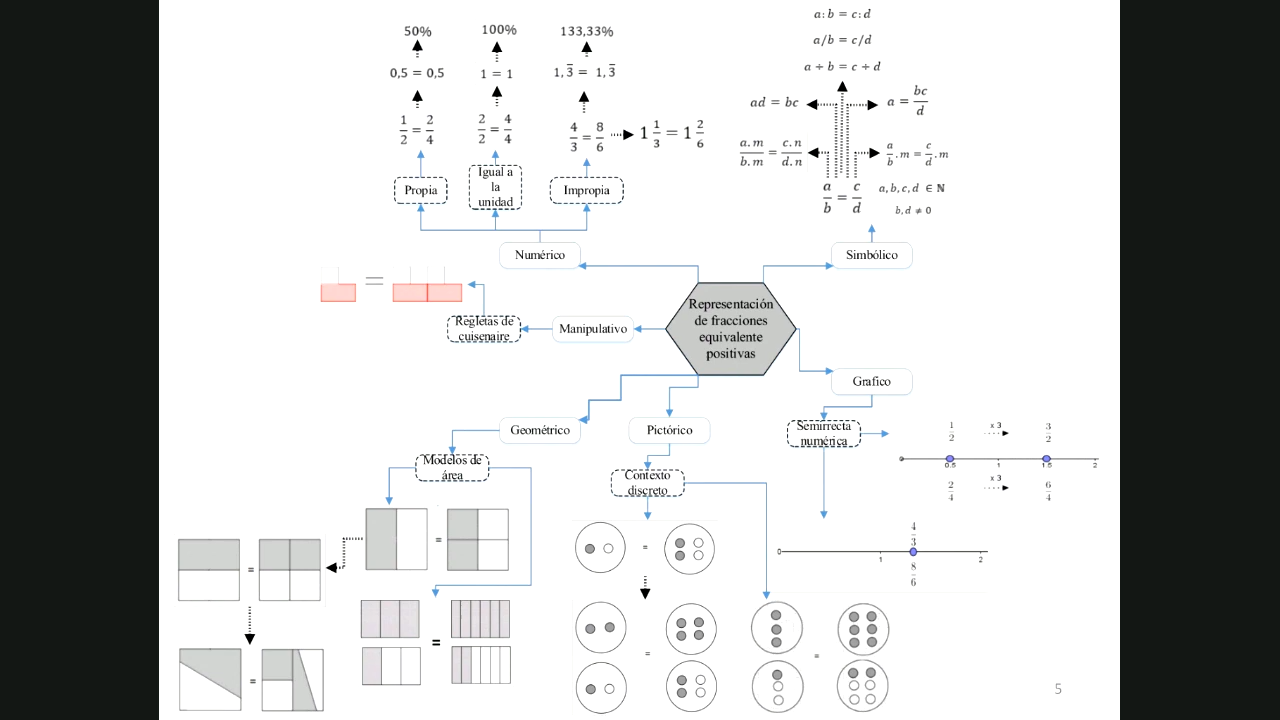 50%
100%
133,33%
0,5 = 0,5
1 = 1
1,3̅ = 1,3̅
1/2 = 2/4
2/2 = 4/4
4/3 = 8/6
1 1/3 = 1 2/6
Propia
Igual a
la
unidad
Impropia
Numérico
a: b = c: d
a/b = c/d
a ÷ b = c ÷ d
ad = bc
a = bc/d
a.m/b.m = c.n/d.n
a/b .m = c/d .m
a/b = c/d
a, b, c, d ∈ ℕ
b, d ≠ 0
Simbólico
=
Regletas de
cuisenaire
Manipulativo
Representación
de fracciones
equivalente
positivas
Grafico
Semirrecta
numérica
1/2
x 3
3/2
0
0.5
1
1.5
2
2/4
x 3
6/4
4/3
0
1
2
8/6
Geométrico
Modelos de
área
=
=
=
=
Pictórico
Contexto
discreto
=
=
=
5